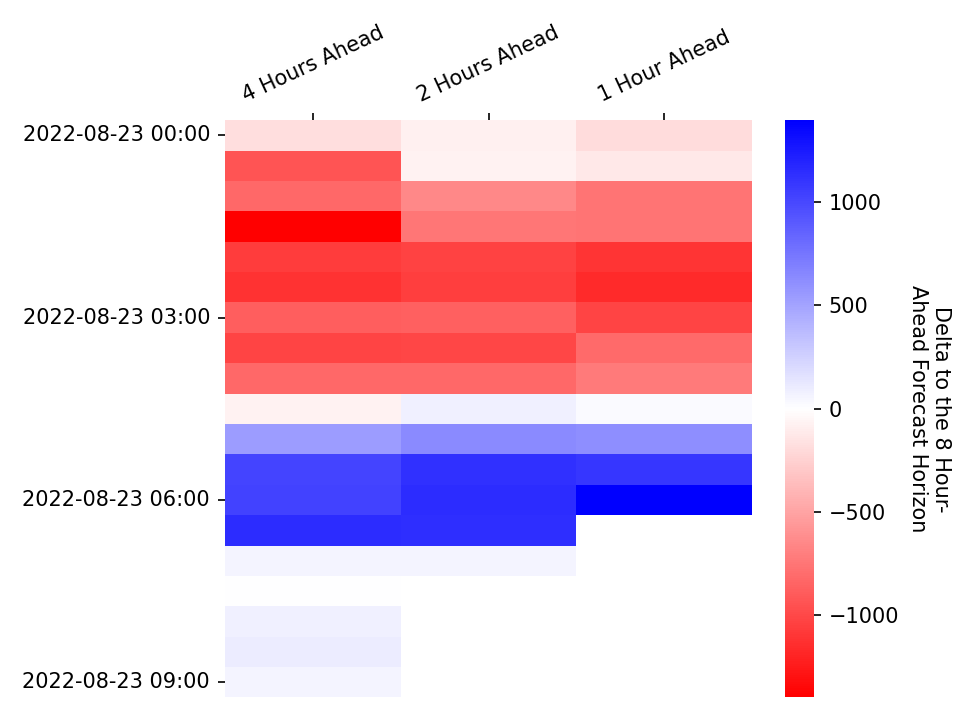 4 Hours Ahead
2 Hours Ahead
1 Hour Ahead
2022-08-23 00:00
2022-08-23 03:00
2022-08-23 06:00
2022-08-23 09:00
1000
500
0
−500
−1000
Delta to the 8 Hour-
Ahead Forecast Horizon